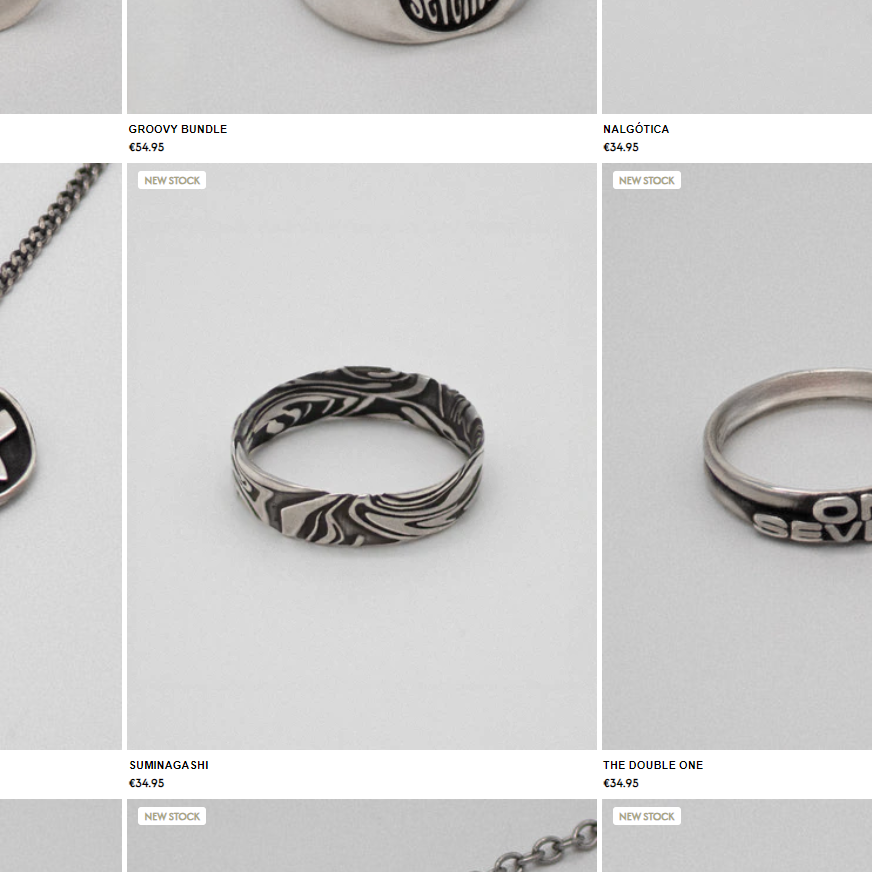 GROOVY BUNDLE
€54.95
NALGÓTICA
€34.95
NEW STOCK
NEW STOCK
SUMINAGASHI
€34.95
THE DOUBLE ONE
€34.95
NEW STOCK
NEW STOCK